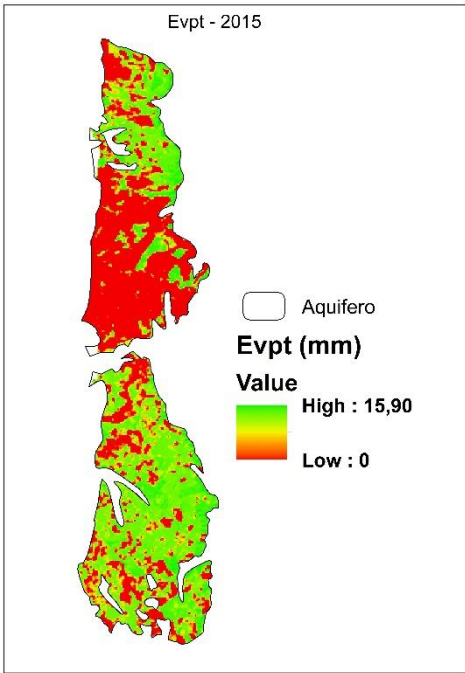 Evpt - 2015
Aquifero
Evpt (mm)
Value
High : 15,90
Low : 0